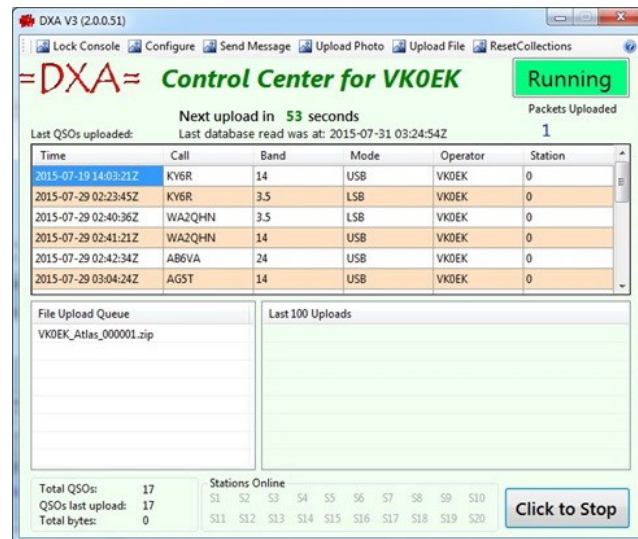 DXA V3 (2.0.0.51)
Lock Console Configure Send Message Upload Photo Upload File ResetCollections
=DXA= Control Center for VK0EK Running
Next upload in 53 seconds Packets Uploaded
Last QSOs uploaded: Last database read was at: 2015-07-31 03:24:54Z 1
Time Call Band Mode Operator Station
2015-07-19 14:03:21Z KY6R 14 USB VK0EK 0
2015-07-29 02:23:45Z KY6R 3.5 LSB VK0EK 0
2015-07-29 02:40:36Z WA2QHN 3.5 LSB VK0EK 0
2015-07-29 02:41:21Z WA2QHN 14 USB VK0EK 0
2015-07-29 02:42:34Z AB6VA 24 USB VK0EK 0
2015-07-29 03:04:24Z AG5T 14 USB VK0EK 0
File Upload Queue Last 100 Uploads
VK0EK_Atlas_000001.zip
Total QSOs: 17
QSOs last upload: 17
Total bytes: 0
Stations Online
S1 S2 S3 S4 S5 S6 S7 S8 S9 S10
S11 S12 S13 S14 S15 S16 S17 S18 S19 S20
Click to Stop